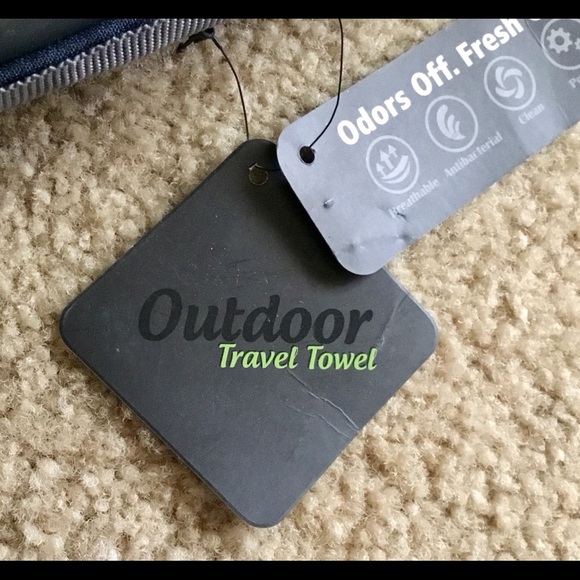 Odors Off. Fresh
Breathable
Antibacterial
Clean
Outdoor
Travel Towel